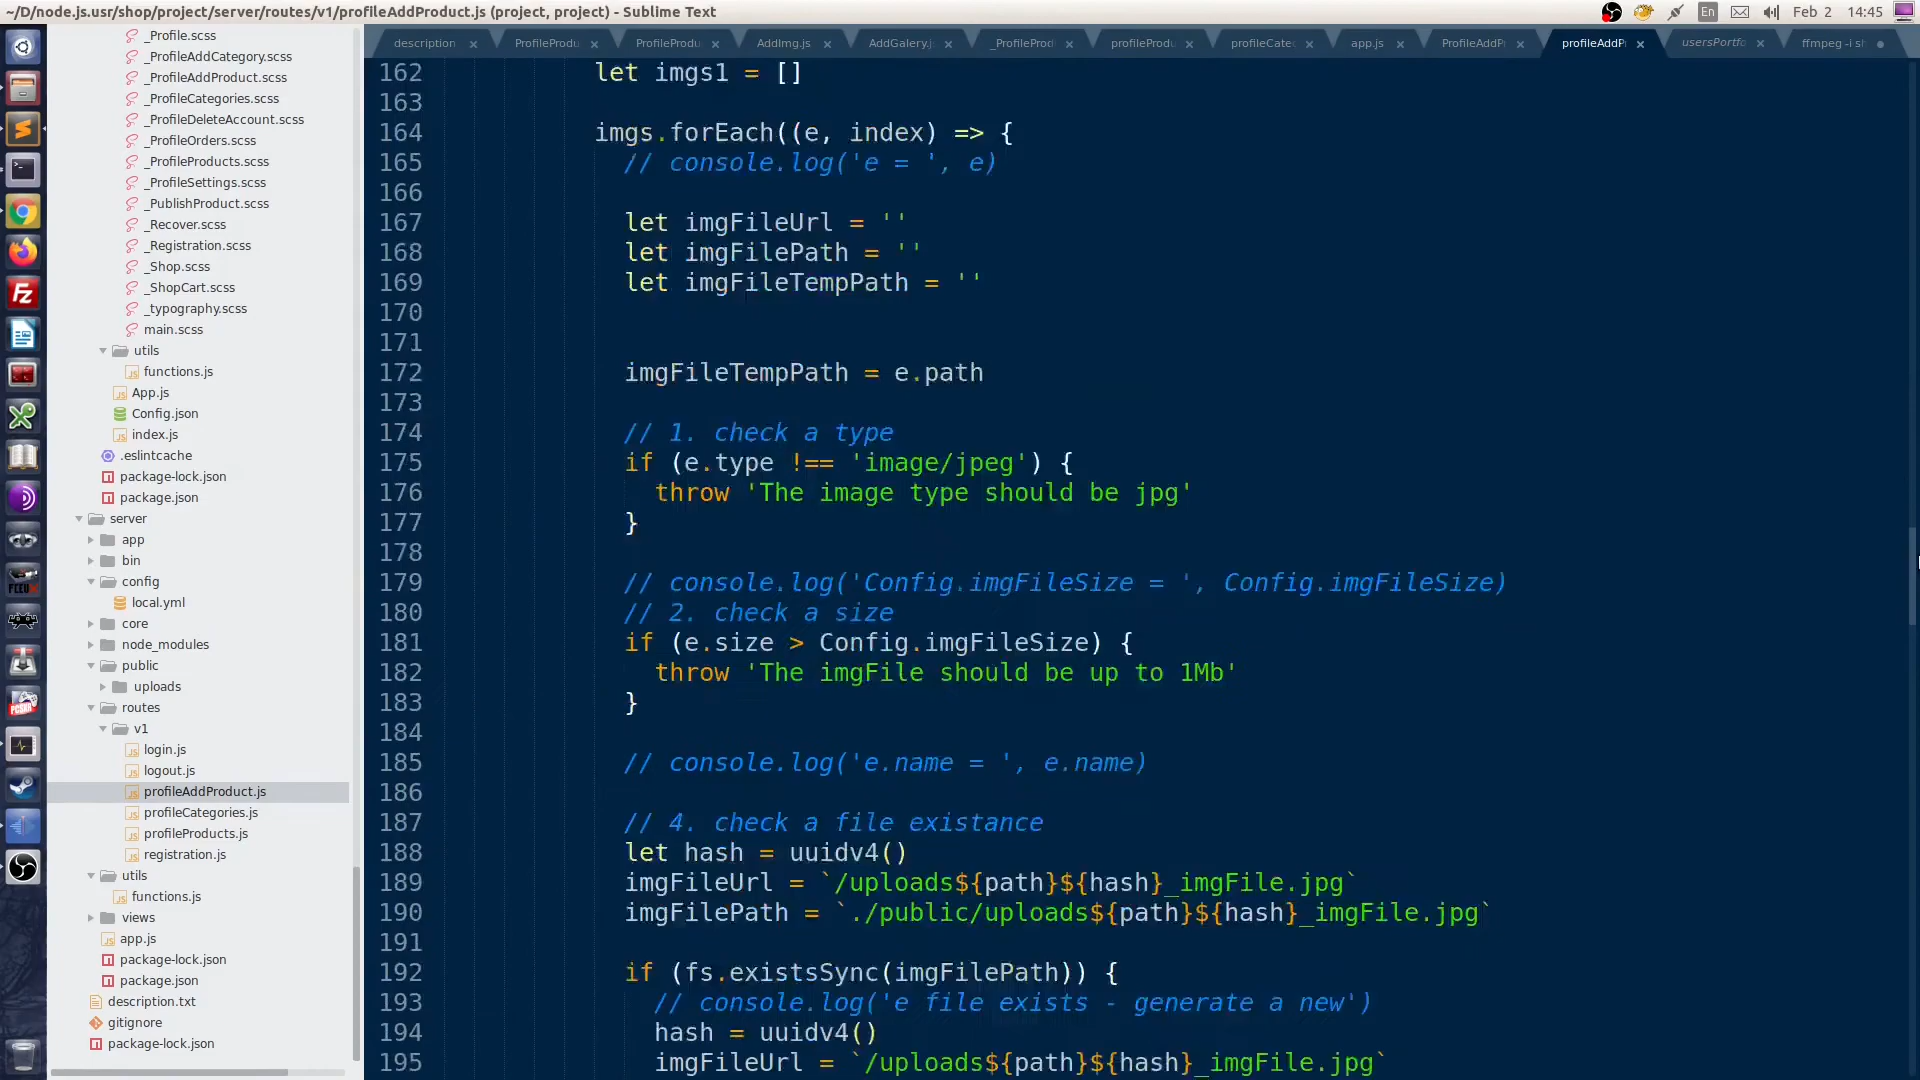 ~/D/node.js.usr/shop/project/server/routes/v1/profileAddProduct.js (project, project) - Sublime Text
En
Feb 2
14:45
description
ProfileProdu
ProfileProdu
AddImg.js
AddGalery.j
_ProfileProd
profileProdu
profileCate
app.js
ProfileAddP
profileAddP
usersPortfo
ffmpeg -i sh
_Profile.scss
_ProfileAddCategory.scss
_ProfileAddProduct.scss
_ProfileCategories.scss
_ProfileDeleteAccount.scss
_ProfileOrders.scss
_ProfileProducts.scss
_ProfileSettings.scss
_PublishProduct.scss
_Recover.scss
_Registration.scss
_Shop.scss
_ShopCart.scss
_typography.scss
main.scss
utils
functions.js
App.js
Config.json
index.js
.eslintcache
package-lock.json
package.json
server
app
bin
config
local.yml
core
node_modules
public
uploads
routes
v1
login.js
logout.js
profileAddProduct.js
profileCategories.js
profileProducts.js
registration.js
utils
functions.js
views
app.js
package-lock.json
package.json
description.txt
gitignore
package-lock.json
162 let imgs1 = []
163
164 imgs.forEach((e, index) => {
165 // console.log('e = ', e)
166
167 let imgFileUrl = ''
168 let imgFilePath = ''
169 let imgFileTempPath = ''
170
171
172 imgFileTempPath = e.path
173
174 // 1. check a type
175 if (e.type !== 'image/jpeg') {
176 throw 'The image type should be jpg'
177 }
178
179 // console.log('Config.imgFileSize = ', Config.imgFileSize)
180 // 2. check a size
181 if (e.size > Config.imgFileSize) {
182 throw 'The imgFile should be up to 1Mb'
183 }
184
185 // console.log('e.name = ', e.name)
186
187 // 4. check a file existance
188 let hash = uuidv4()
189 imgFileUrl = `/uploads${path}${hash}_imgFile.jpg`
190 imgFilePath = `./public/uploads${path}${hash}_imgFile.jpg`
191
192 if (fs.existsSync(imgFilePath)) {
193 // console.log('e file exists - generate a new')
194 hash = uuidv4()
195 imgFileUrl = `/uploads${path}${hash}_imgFile.jpg`